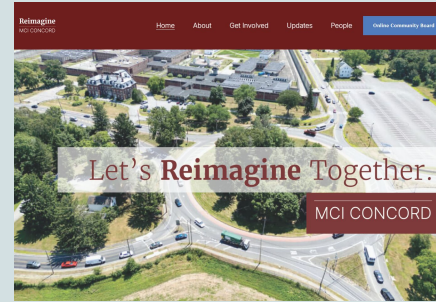 Reimagine
MCI CONCORD
Home About Get Involved Updates People Online Community Board
Let's Reimagine Together.
MCI CONCORD